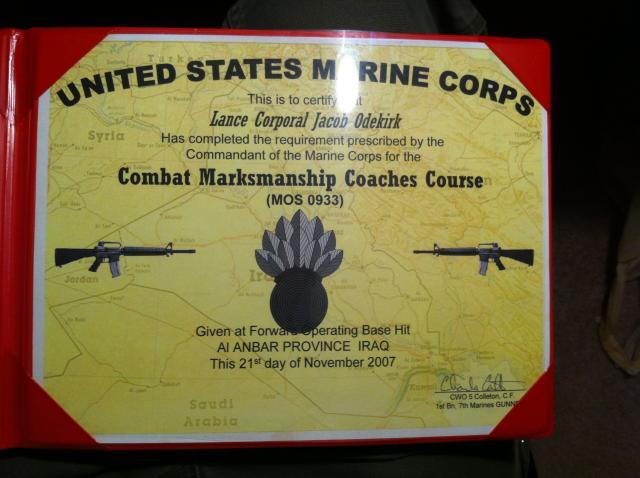 UNITED STATES MARINE CORPS
This is to certify at
Lance Corporal Jacob Odekirk
Has completed the requirement prescribed by the
Commandant of the Marine Corps for the
Combat Marksmanship Coaches Course
(MOS 0933)
Syria
Jordan
Given at Forward Operating Base Hit
Al ANBAR PROVINCE IRAQ
This 21st day of November 2007
Kuwait
CWO 5 Colleton, C.F.
1st Bn, 7th Marines GUNNE
Saudi
Arabia